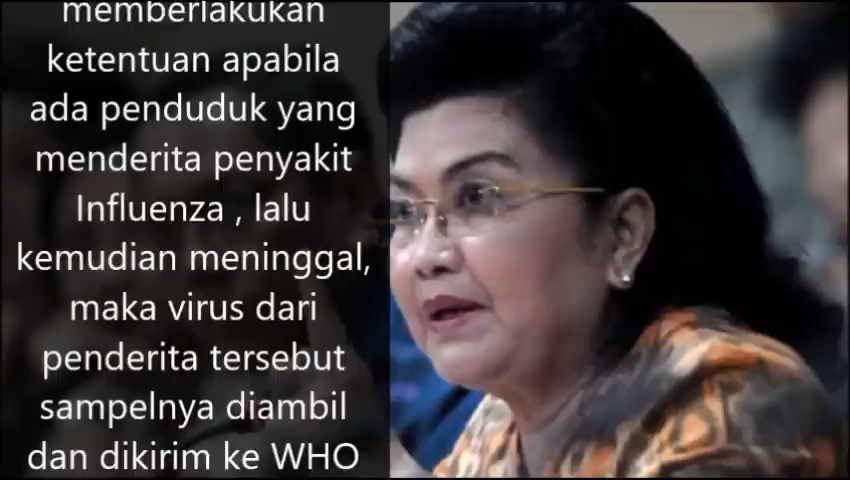 memberlakukan
ketentuan apabila
ada penduduk yang
menderita penyakit
Influenza , lalu
kemudian meninggal,
maka virus dari
penderita tersebut
sampelnya diambil
dan dikirim ke WHO